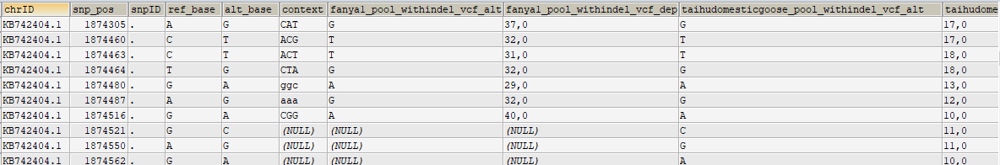 chrID snp_pos snpID ref_base alt_base context fanyal_pool_withindel_vcf_alt fanyal_pool_withindel_vcf_dep taihudomesticgoose_pool_withindel_vcf_alt taihudome
KB742404.1 1874305 . A G CAT G 37,0 G 17,0
KB742404.1 1874460 . C T ACG T 32,0 T 17,0
KB742404.1 1874463 . C T ACT T 31,0 T 18,0
KB742404.1 1874464 . T G CTA G 32,0 G 18,0
KB742404.1 1874480 . G A ggc A 29,0 A 13,0
KB742404.1 1874487 . A G aaa G 32,0 G 12,0
KB742404.1 1874516 . G A CGG A 40,0 A 10,0
KB742404.1 1874521 . G C (NULL) (NULL) (NULL) C 11,0
KB742404.1 1874550 . A G (NULL) (NULL) (NULL) G 11,0
KB742404.1 1874562 . G A (NULL) (NULL) (NULL) A 10,0